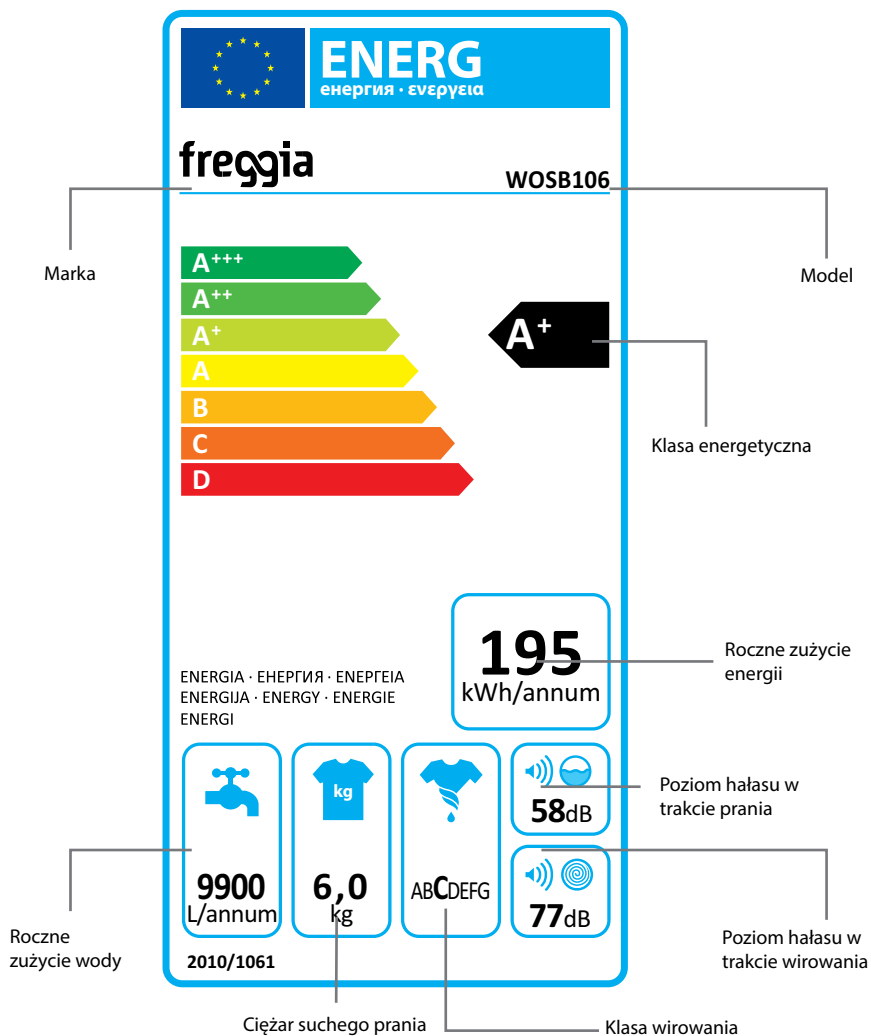 ENERG
енергия · ενεργεια
freggia
WOSB106
Marka
Model
A+++
A++
A+
A
B
C
D
A+
Klasa energetyczna
195
kWh/annum
Roczne zużycie
energii
ENERGIA · ЕНЕРГИЯ · ΕΝΕΡΓΕΙΑ
ENERGIJA · ENERGY · ENERGIE
ENERGI
kg
58dB
Poziom hałasu w
trakcie prania
9900
L/annum
6,0
kg
ABCDEFG
77dB
Roczne
zużycie wody
Poziom hałasu w
trakcie wirowania
2010/1061
Ciężar suchego prania
Klasa wirowania